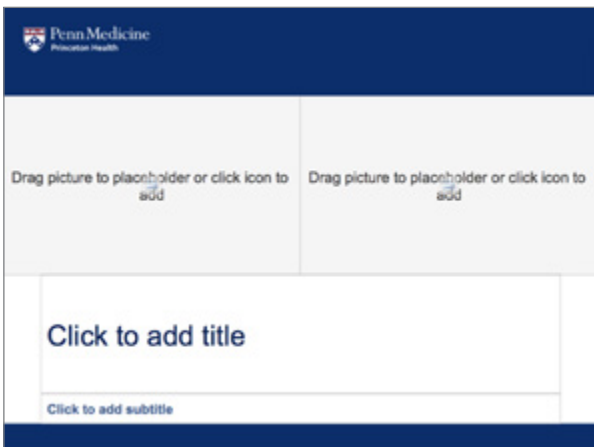 Penn Medicine
Princeton Health
Drag picture to placeholder or click icon to
add
Drag picture to placeholder or click icon to
add
Click to add title
Click to add subtitle